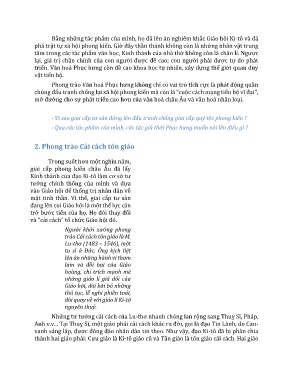 Bằng những tác phẩm của mình, họ đã lên án nghiêm khắc Giáo hội Ki-tô và đả
phá trật tự xã hội phong kiến. Giờ đây thần thánh không còn là những nhân vật trung
tâm trong các tác phẩm văn học, Kinh thánh của nhà thờ không còn là chân lí. Ngược
lại, giá trị chân chính của con người được đề cao; con người phải được tự do phát
triển. Văn hoá Phục hưng còn đề cao khoa học tự nhiên, xây dựng thế giới quan duy
vật tiến bộ.
Phong trào Văn hoá Phục hưng không chỉ có vai trò tích cực là phát động quần
chúng đấu tranh chống lại xã hội phong kiến mà còn là "cuộc cách mạng tiến bộ vĩ đại",
mở đường cho sự phát triển cao hơn của văn hoá châu Âu và văn hoá nhân loại.
- Vì sao giai cấp tư sản đứng lên đấu tranh chống giai cấp quý tộc phong kiến ?
- Qua các tác phẩm của mình, các tác giả thời Phục hưng muốn nói lên điều gì ?
2. Phong trào Cải cách tôn giáo
Trong suốt hơn một nghìn năm,
giai cấp phong kiến châu Âu đã lấy
Kinh thánh của đạo Ki-tô làm cơ sở tư
tưởng chính thống của mình và dựa
vào Giáo hội để thống trị nhân dân về
mặt tinh thần. Vì thế, giai cấp tư sản
đang lên coi Giáo hội là một thế lực cản
trở bước tiến của họ. Họ đòi thay đổi
và "cải cách" tổ chức Giáo hội đó.
Người khởi xướng phong
trào Cải cách tôn giáo là M.
Lu-thơ (1483 – 1546), một
tu sĩ ở Đức. Ông kịch liệt
lên án những hành vi tham
lam và đồi bại của Giáo
hoàng, chỉ trích mạnh mẽ
những giáo lí giả dối của
Giáo hội, đòi bãi bỏ những
thủ tục, lễ nghi phiền toái,
đòi quay về với giáo lí Ki-tô
nguyên thuỷ.
Những tư tưởng cải cách của Lu-thơ nhanh chóng lan rộng sang Thuỵ Sĩ, Pháp,
Anh v.v... Tại Thuỵ Sĩ, một giáo phái cải cách khác ra đời, gọi là đạo Tin Lành, do Can-
vanh sáng lập, được đông đảo nhân dân tin theo. Như vậy, đạo Ki-tô đã bị phân chia
thành hai giáo phái: Cựu giáo là Ki-tô giáo cũ và Tân giáo là tôn giáo cải cách. Hai giáo